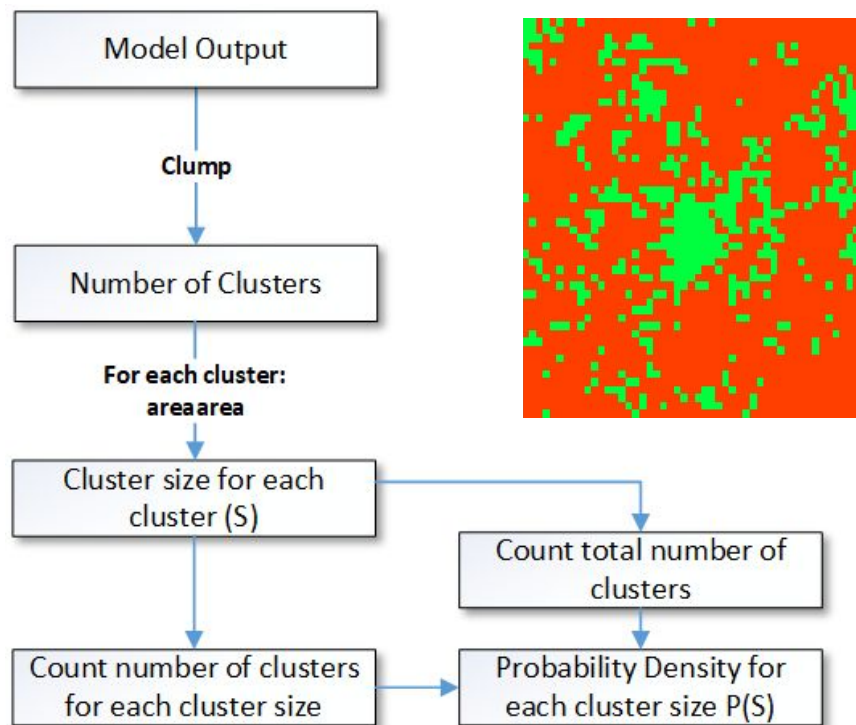 Model Output
Clump
Number of Clusters
For each cluster:
areaarea
Cluster size for each
cluster (S)
Count total number of
clusters
Count number of clusters
for each cluster size
Probability Density for
each cluster size P(S)